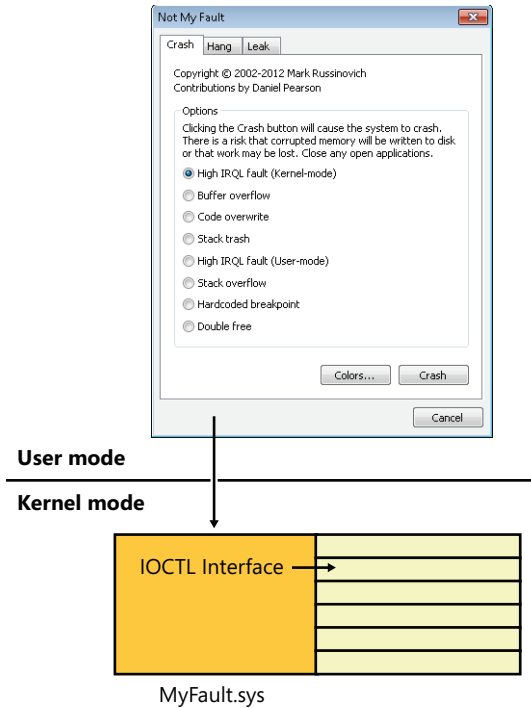 Not My Fault
Crash Hang Leak
Copyright © 2002-2012 Mark Russinovich
Contributions by Daniel Pearson
Options
Clicking the Crash button will cause the system to crash.
There is a risk that corrupted memory will be written to disk
or that work may be lost. Close any open applications.
High IRQL fault (Kernel-mode)
Buffer overflow
Code overwrite
Stack trash
High IRQL fault (User-mode)
Stack overflow
Hardcoded breakpoint
Double free
Colors... Crash
Cancel
User mode
Kernel mode
IOCTL Interface
MyFault.sys